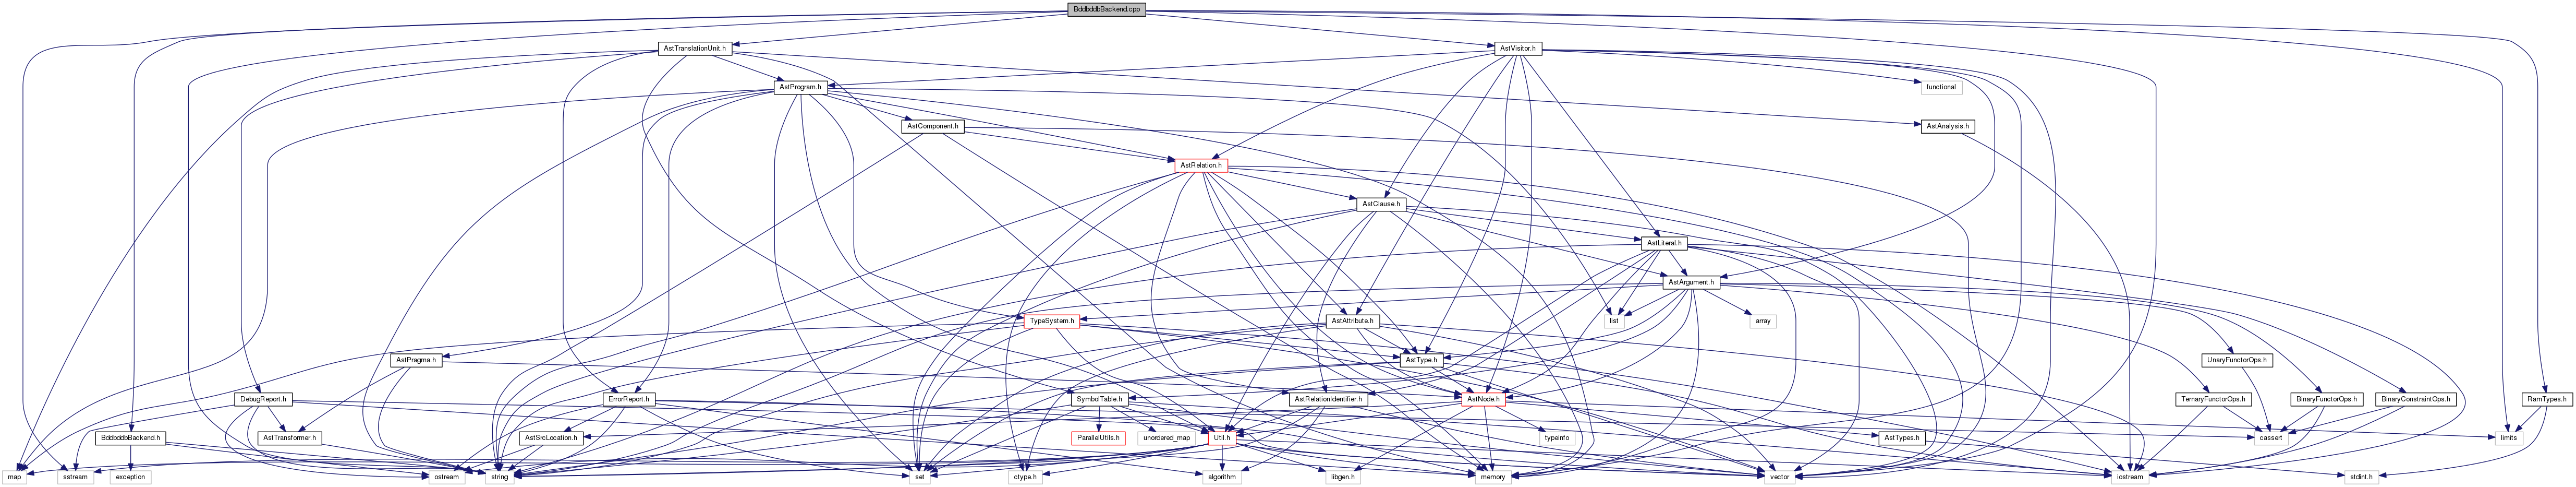 BddbddbBackend.cpp
AstTranslationUnit.h
AstVisitor.h
AstProgram.h
functional
AstComponent.h
AstAnalysis.h
AstRelation.h
AstClause.h
AstLiteral.h
AstArgument.h
TypeSystem.h
AstAttribute.h
list
array
AstPragma.h
AstType.h
UnaryFunctorOps.h
DebugReport.h
ErrorReport.h
SymbolTable.h
AstRelationIdentifier.h
AstNode.h
TernaryFunctorOps.h
BinaryFunctorOps.h
BinaryConstraintOps.h
RamTypes.h
BddbddbBackend.h
AstTransformer.h
AstSrcLocation.h
ParallelUtils.h
unordered_map
Util.h
typeinfo
AstTypes.h
cassert
limits
map
sstream
exception
ostream
string
set
ctype.h
algorithm
libgen.h
memory
vector
iostream
stdint.h